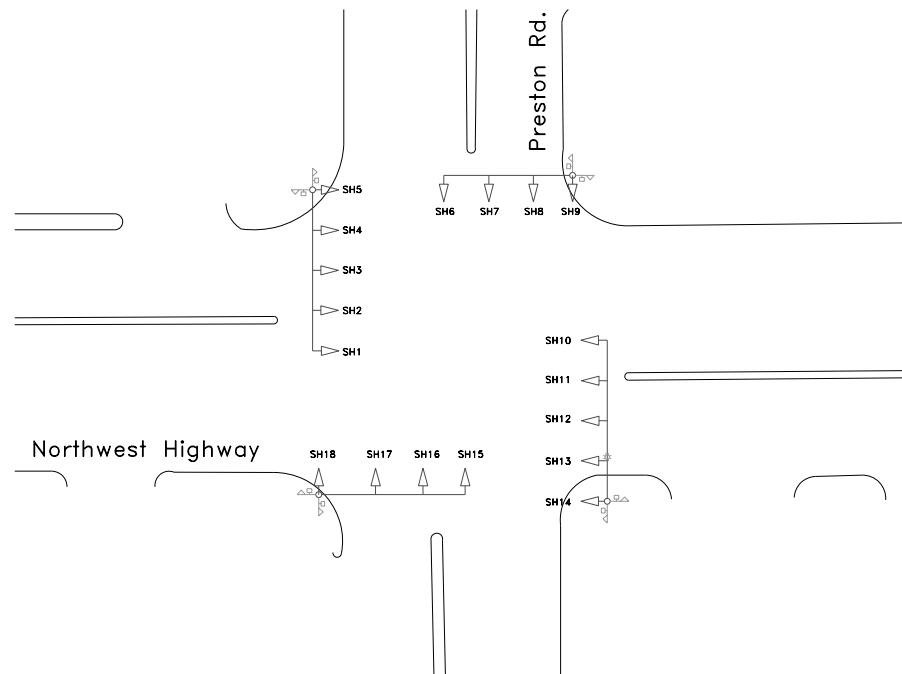 Preston Rd.
SH5
SH6 SH7 SH8 SH9
SH4
SH3
SH2
SH10
SH1
SH11
SH12
Northwest Highway
SH18 SH17 SH16 SH15
SH13
SH14